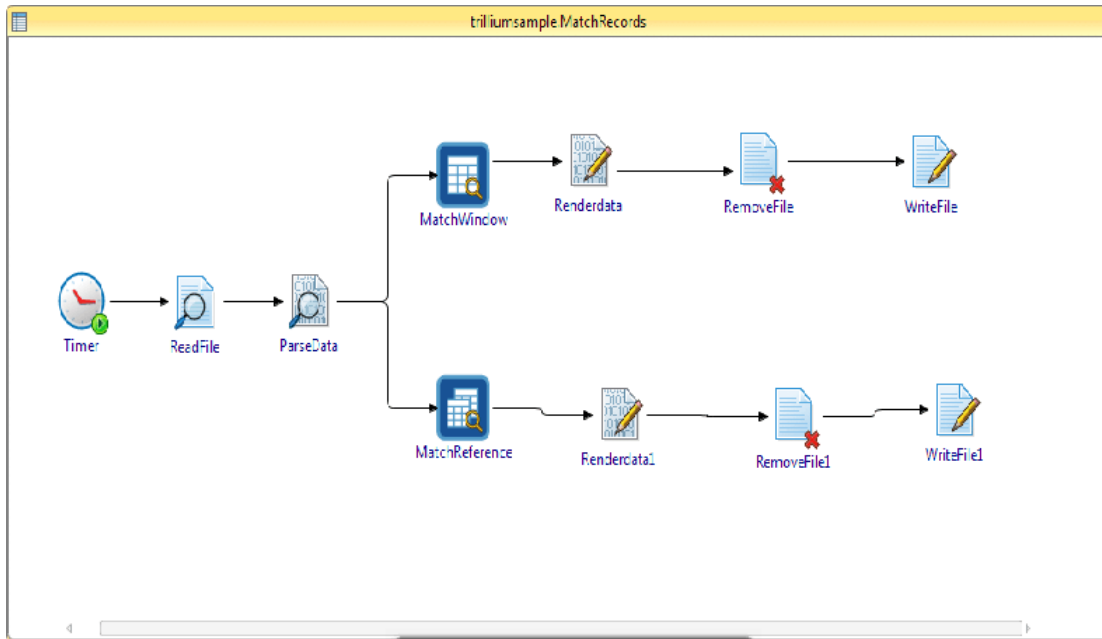 trilliumsample.MatchRecords
MatchWindow
Renderdata
RemoveFile
WriteFile
Timer
ReadFile
ParseData
MatchReference
Renderdata1
RemoveFile1
WriteFile1